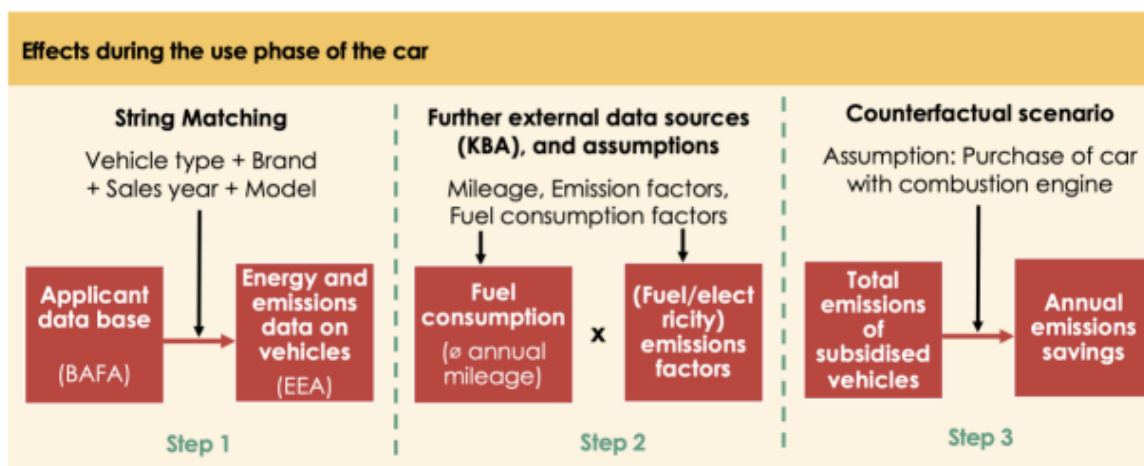 Effects during the use phase of the car
String Matching
Vehicle type + Brand
+ Sales year + Model
Applicant
data base
(BAFA)
Energy and
emissions
data on
vehicles
(EEA)
Step 1
Further external data sources
(KBA), and assumptions
Mileage, Emission factors,
Fuel consumption factors
Fuel
consumption
(ø annual
mileage)
x
(Fuel/elect
ricity)
emissions
factors
Step 2
Counterfactual scenario
Assumption: Purchase of car
with combustion engine
Total
emissions
of
subsidised
vehicles
Annual
emissions
savings
Step 3